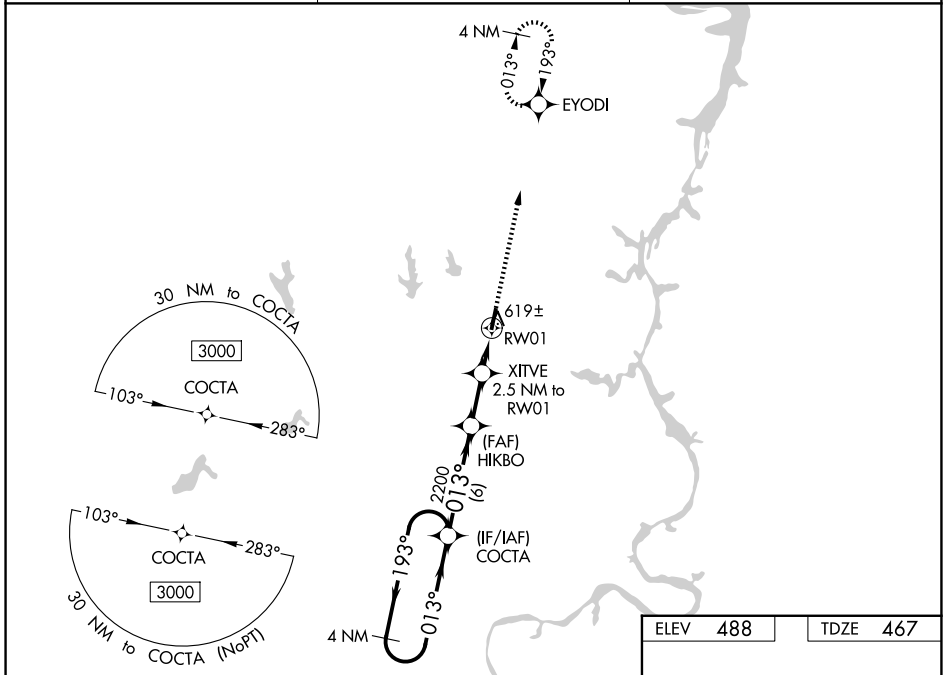 4 NM
013°
193°
EYODI
30 NM to COCTA
3000
COCTA
103°
283°
619±
RW01
XITVE
2.5 NM to
RW01
(FAF)
HIKBO
2200
013°
(6)
(IF/IAF)
COCTA
193°
013°
4 NM
103°
283°
COCTA
3000
30 NM to COCTA (NoPT)
ELEV 488
TDZE 467